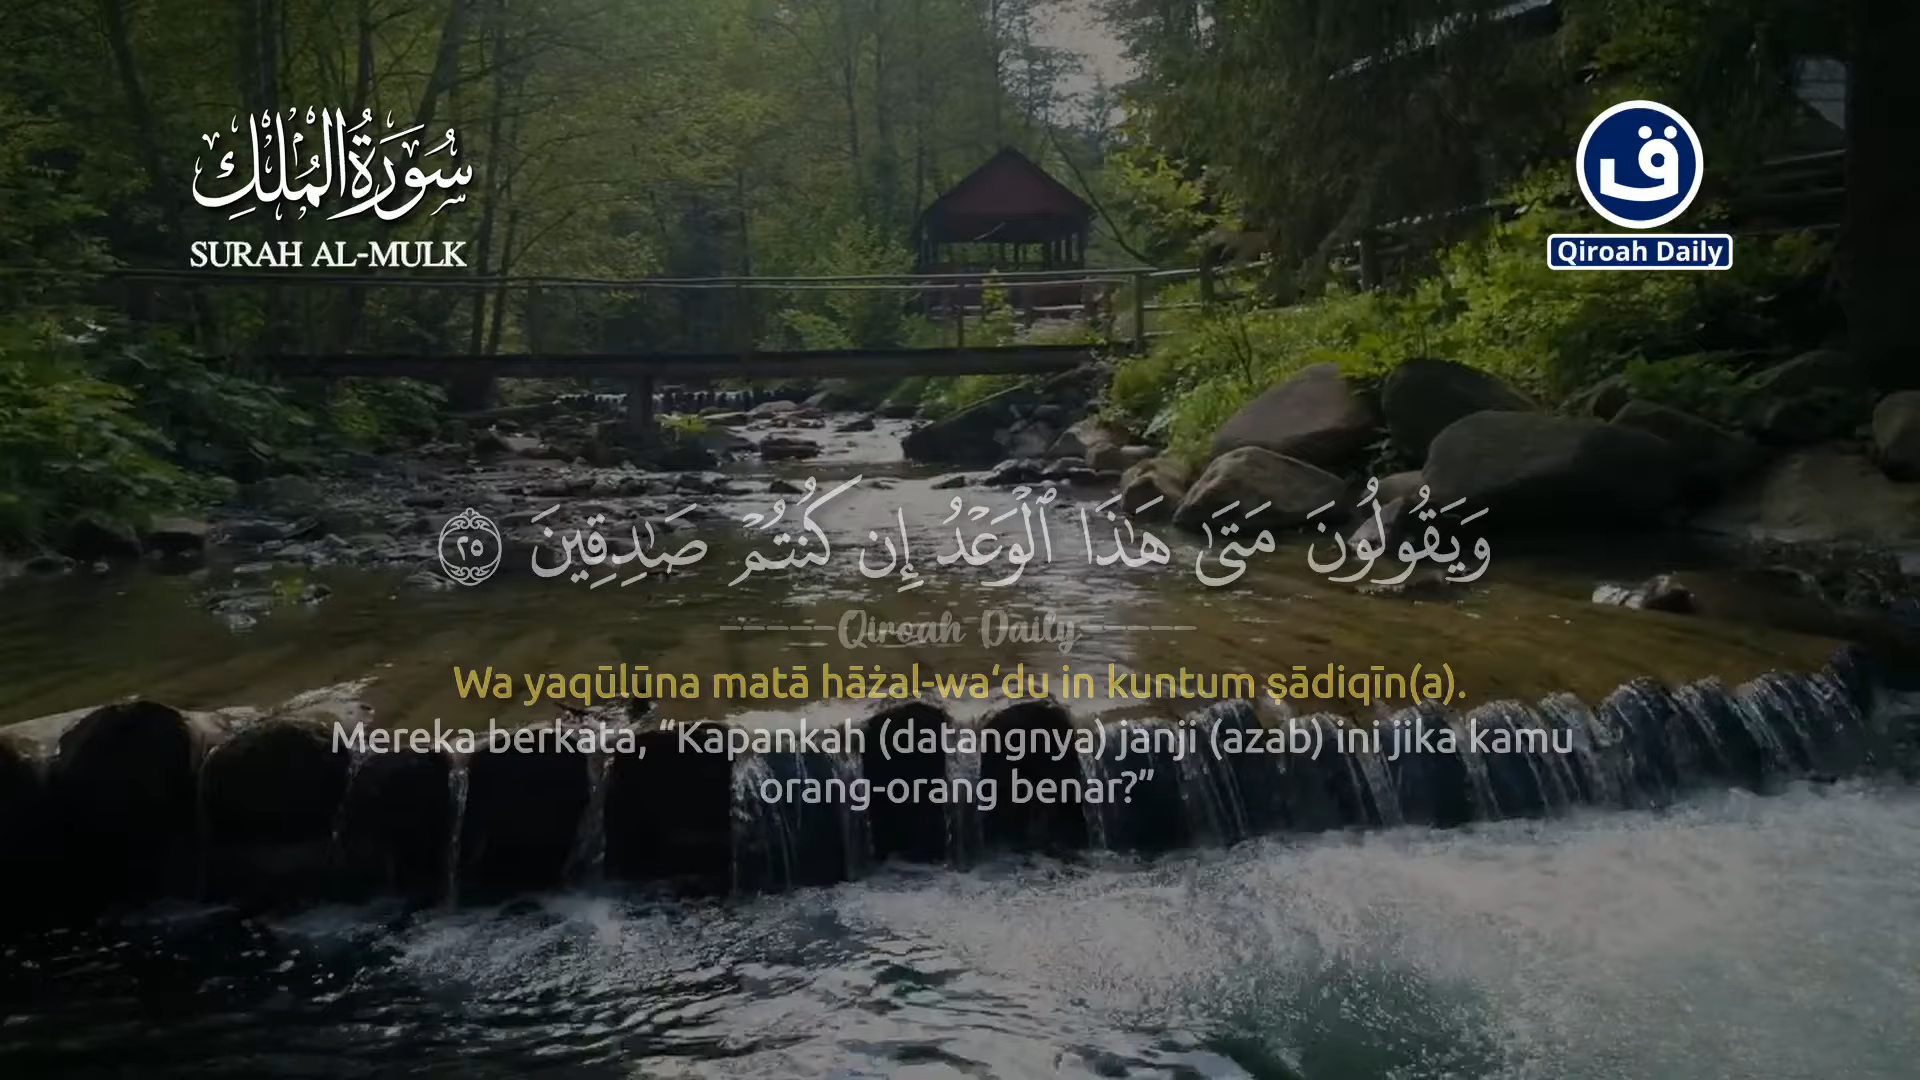 سُورَةُ الْمُلْكِ
SURAH AL-MULK
ق
Qiroah Daily
وَيَقُولُونَ مَتَىٰ هَٰذَا ٱلْوَعْدُ إِن كُنتُمْ صَٰدِقِينَ ٢٥
-----Qiroah Daily-----
Wa yaqūlūna matā hāżal-wa‘du in kuntum ṣādiqīn(a).
Mereka berkata, “Kapankah (datangnya) janji (azab) ini jika kamu
orang-orang benar?”